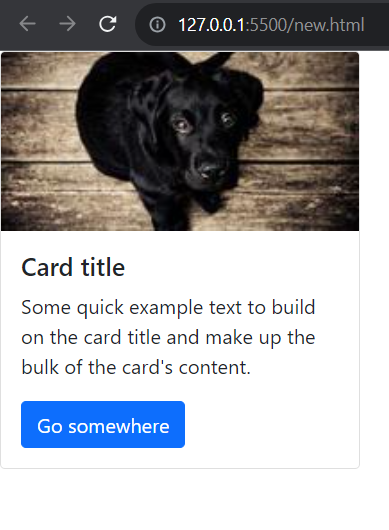 127.0.0.1:5500/new.html
Card title
Some quick example text to build
on the card title and make up the
bulk of the card's content.
Go somewhere